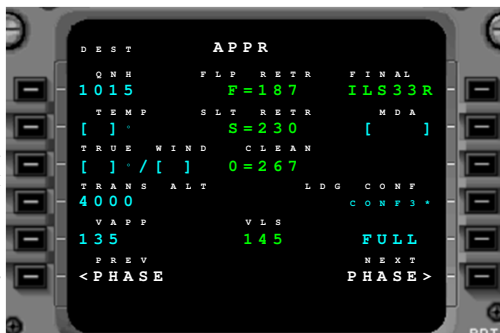 DEST APPR
QNH FLP RETR FINAL
1015 F=187 ILS33R
TEMP SLT RETR MDA
[ ]° S=230 [ ]
TRUE WIND CLEAN
[ ]°/[ ] 0=267
TRANS ALT LDG CONF
4000 CONF3*
VAPP VLS
135 145 FULL
PREV NEXT
<PHASE PHASE>